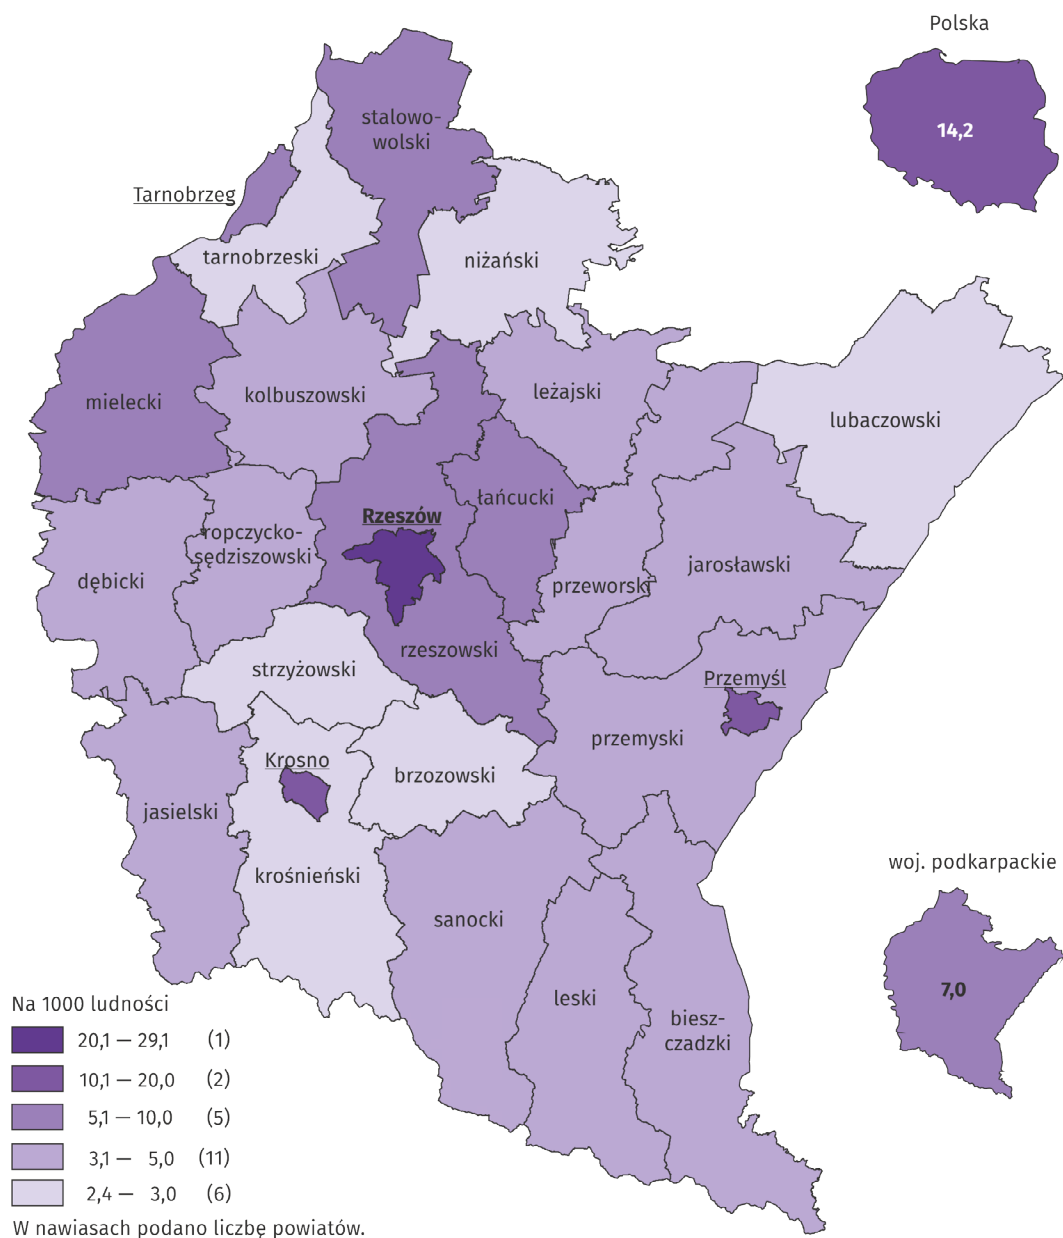 Polska
14,2
stalowo-
wolski
Tarnobrzeg
tarnobrzeski
niżański
mielecki
kolbuszowski
leżajski
lubaczowski
łańcucki
Rzeszów
ropczycko-
sędziszowski
dębicki
przeworski
jarosławski
rzeszowski
strzyżowski
Przemyśl
przemyski
Krosno
brzozowski
jasielski
krośnieński
sanocki
leski
biesz-
czadzki
woj. podkarpackie
7,0
Na 1000 ludności
20,1 — 29,1 (1)
10,1 — 20,0 (2)
5,1 — 10,0 (5)
3,1 — 5,0 (11)
2,4 — 3,0 (6)
W nawiasach podano liczbę powiatów.